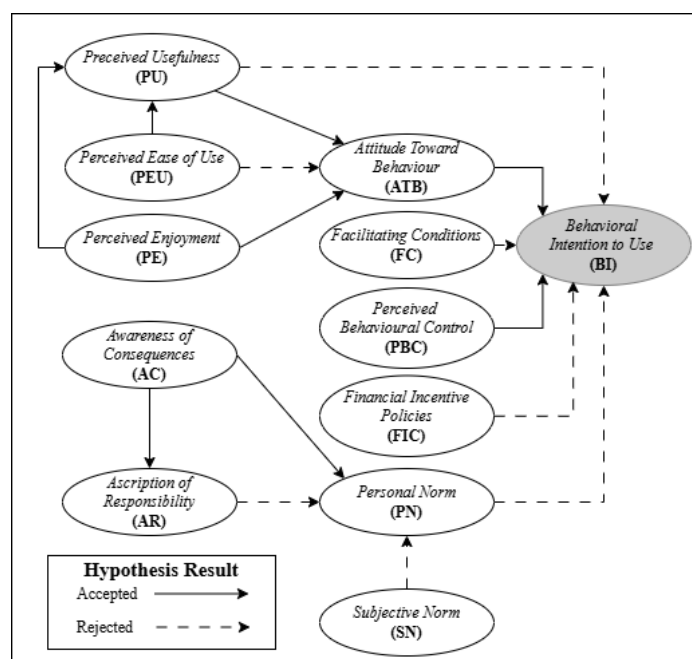 Preceived Usefulness
(PU)
Perceived Ease of Use
(PEU)
Perceived Enjoyment
(PE)
Attitude Toward
Behaviour
(ATB)
Facilitating Conditions
(FC)
Behavioral
Intention to Use
(BI)
Perceived
Behavioural Control
(PBC)
Awareness of
Consequences
(AC)
Financial Incentive
Policies
(FIC)
Ascription of
Responsibility
(AR)
Personal Norm
(PN)
Subjective Norm
(SN)
Hypothesis Result
Accepted
Rejected